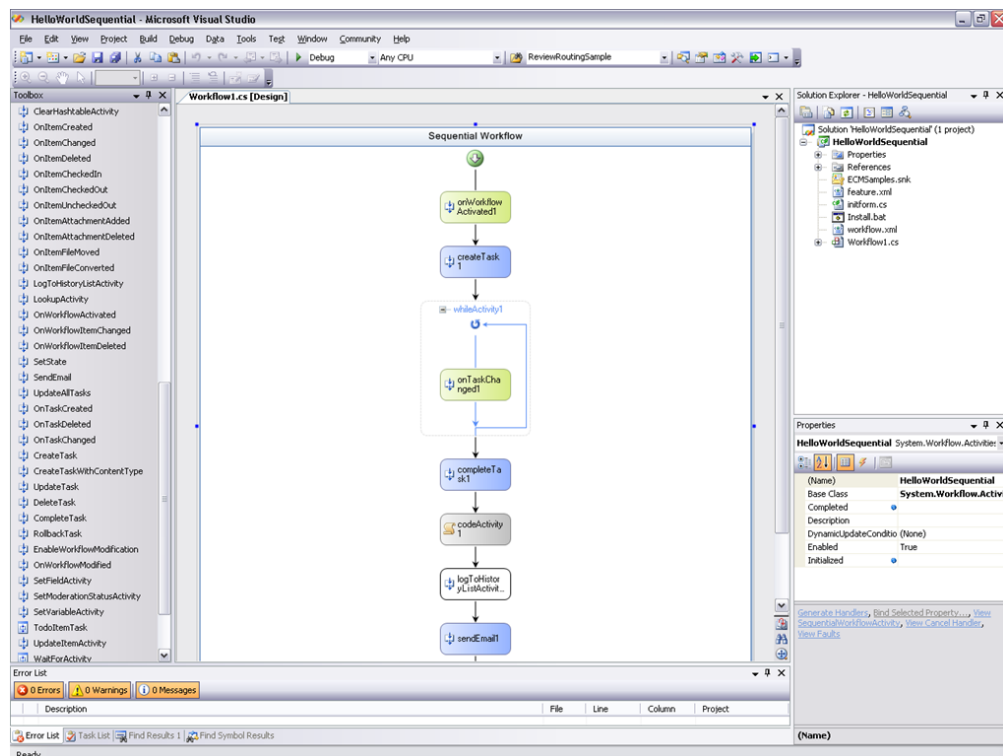 HelloWorldSequential - Microsoft Visual Studio
File Edit View Project Build Debug Data Tools Test Window Community Help
Debug Any CPU ReviewRoutingSample
Toolbox
ClearHashtableActivity
OnItemCreated
OnItemChanged
OnItemDeleted
OnItemCheckedIn
OnItemCheckedOut
OnItemUncheckedOut
OnItemAttachmentAdded
OnItemAttachmentDeleted
OnItemFileMoved
OnItemFileConverted
LogToHistoryListActivity
LookupActivity
OnWorkflowActivated
OnWorkflowItemChanged
OnWorkflowItemDeleted
SetState
SendEmail
UpdateAllTasks
OnTaskCreated
OnTaskDeleted
OnTaskChanged
CreateTask
CreateTaskWithContentType
UpdateTask
DeleteTask
CompleteTask
RollbackTask
EnableWorkflowModification
OnWorkflowModified
SetFieldActivity
SetModerationStatusActivity
SetVariableActivity
TodoItemTask
UpdateItemActivity
WaitForActivity
Workflow1.cs [Design]
Sequential Workflow
onWorkflow
Activated1
createTask
1
whileActivity1
onTaskCha
nged1
completeTa
sk1
codeActivity
1
logToHistor
yListActivit...
sendEmail1
Solution Explorer - HelloWorldSequential
Solution 'HelloWorldSequential' (1 project)
HelloWorldSequential
Properties
References
ECMSamples.snk
feature.xml
initform.cs
Install.bat
workflow.xml
Workflow1.cs
Properties
HelloWorldSequential System.Workflow.Activities
(Name) HelloWorldSequential
Base Class System.Workflow.Activ
Completed
Description
DynamicUpdateConditio (None)
Enabled True
Initialized
Generate Handlers, Bind Selected Property..., View
SequentialWorkflowActivity, View Cancel Handler,
View Faults
(Name)
Error List
0 Errors 0 Warnings 0 Messages
Description File Line Column Project
Error List Task List Find Results 1 Find Symbol Results
Ready